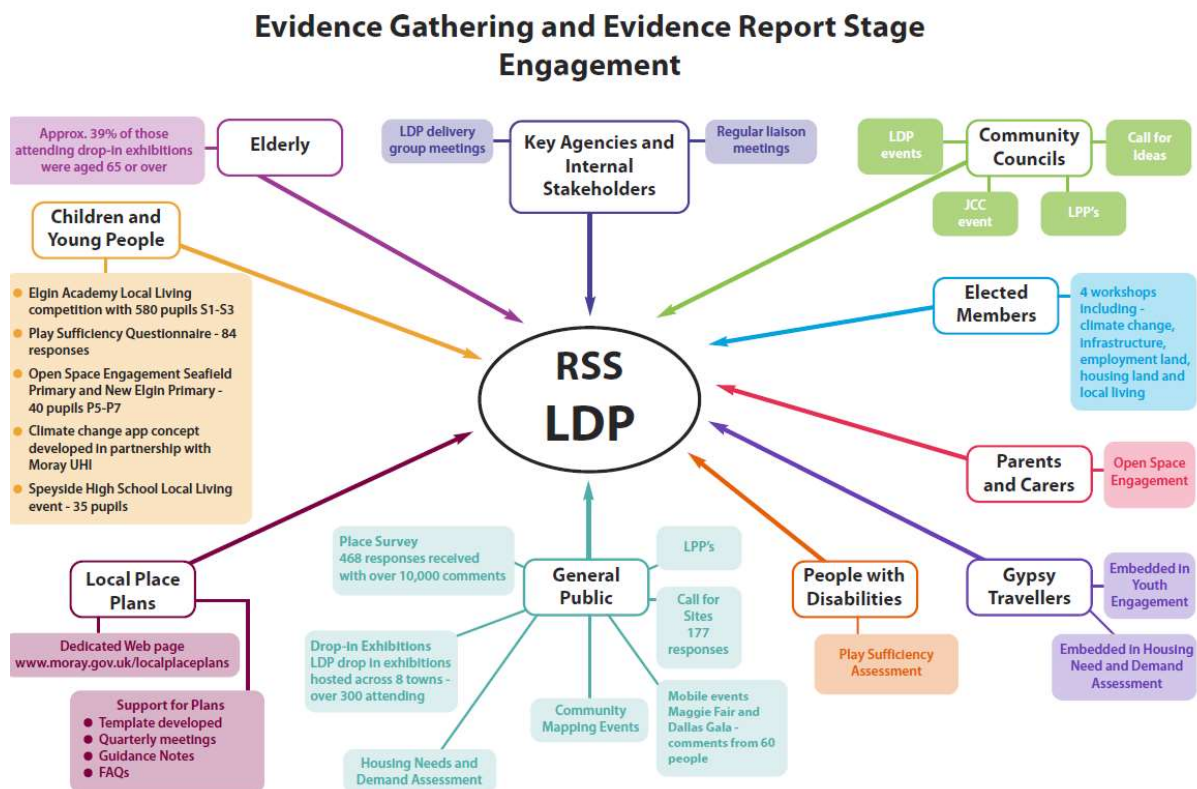 Evidence Gathering and Evidence Report Stage
Engagement
Approx. 39% of those
attending drop-in exhibitions
were aged 65 or over
Elderly
LDP delivery
group meetings
Key Agencies and
Internal
Stakeholders
Regular liaison
meetings
LDP
events
Community
Councils
Call for
Ideas
JCC
event
LPP's
Children and
Young People
Elgin Academy Local Living
competition with 580 pupils S1-S3
Play Sufficiency Questionnaire - 84
responses
Open Space Engagement Seafield
Primary and New Elgin Primary -
40 pupils P5-P7
Climate change app concept
developed in partnership with
Moray UHI
Speyside High School Local Living
event - 35 pupils
Elected
Members
4 workshops
including -
climate change,
infrastructure,
employment land,
housing land and
local living
RSS
LDP
Parents
and Carers
Open Space
Engagement
Local Place
Plans
Dedicated Web page
www.moray.gov.uk/localplaceplans
Support for Plans
Template developed
Quarterly meetings
Guidance Notes
FAQs
Place Survey
468 responses received
with over 10,000 comments
General
Public
LPP's
Call for
Sites
177
responses
Drop-in Exhibitions
LDP drop in exhibitions
hosted across 8 towns -
over 300 attending
Housing Needs and
Demand Assessment
Community
Mapping Events
Mobile events
Maggie Fair and
Dallas Gala -
comments from 60
people
People with
Disabilities
Play Sufficiency
Assessment
Gypsy
Travellers
Embedded in
Youth
Engagement
Embedded in Housing
Need and Demand
Assessment